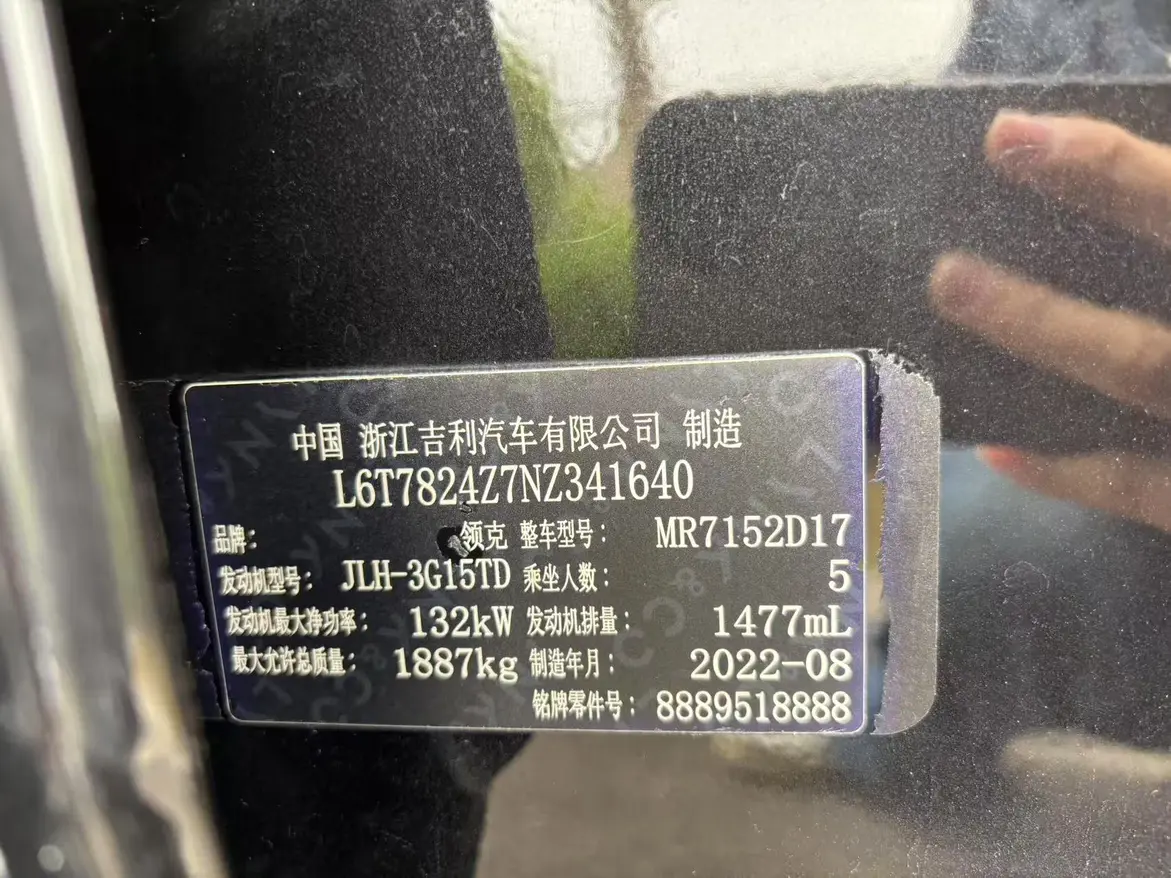 中国 浙江吉利汽车有限公司 制造
L6T7824Z7NZ341640
品牌： 领克 整车型号： MR7152D17
发动机型号： JLH-3G15TD 乘坐人数： 5
发动机最大净功率： 132kW 发动机排量： 1477mL
最大允许总质量： 1887kg 制造年月： 2022-08
铭牌零件号： 8889518888